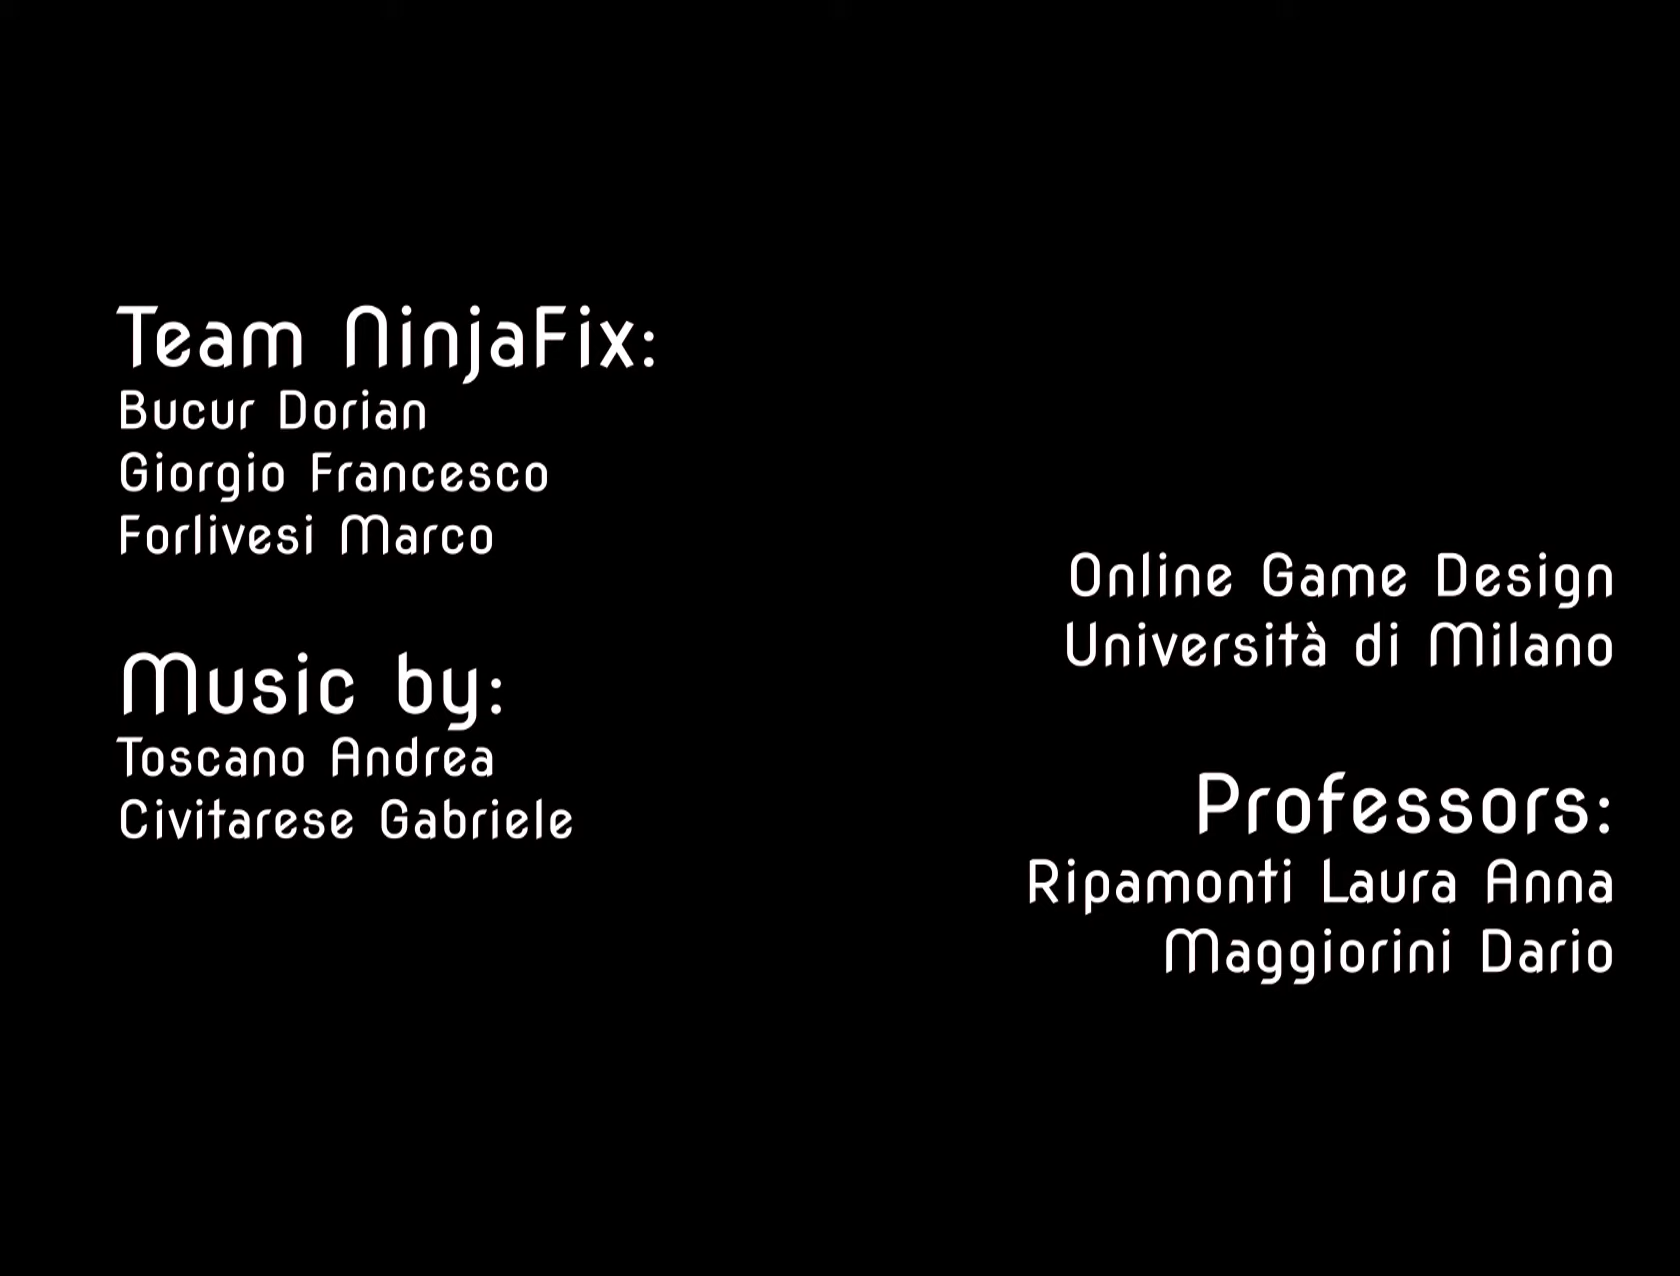 Team NinjaFix:
Bucur Dorian
Giorgio Francesco
Forlivesi Marco
Music by:
Toscano Andrea
Civitarese Gabriele
Online Game Design
Università di Milano
Professors:
Ripamonti Laura Anna
Maggiorini Dario